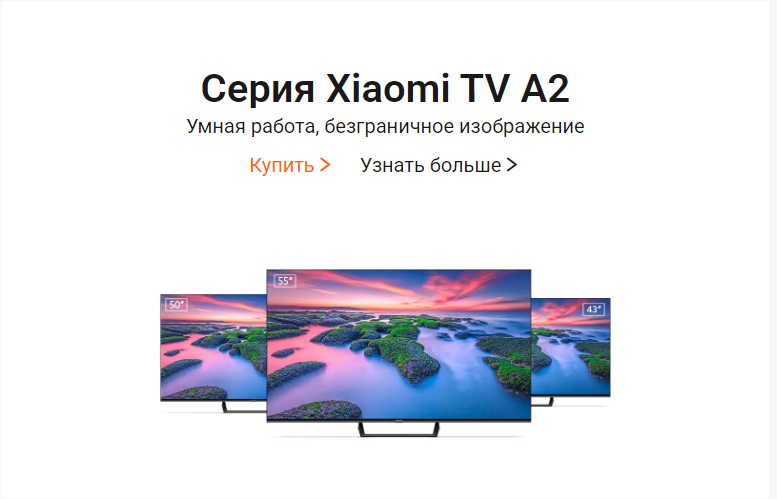 Серия Xiaomi TV A2
Умная работа, безграничное изображение
Купить > Узнать больше >
50"
55"
43"